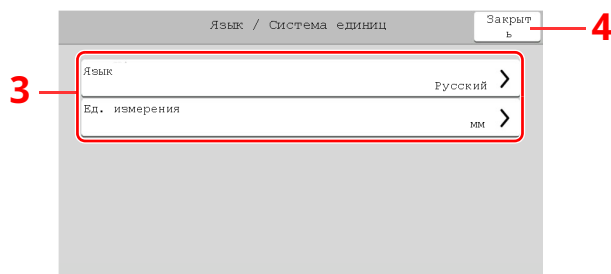 Язык / Система единиц
Закрыт
ь
4
3
Язык
Русский
Ед. измерения
мм